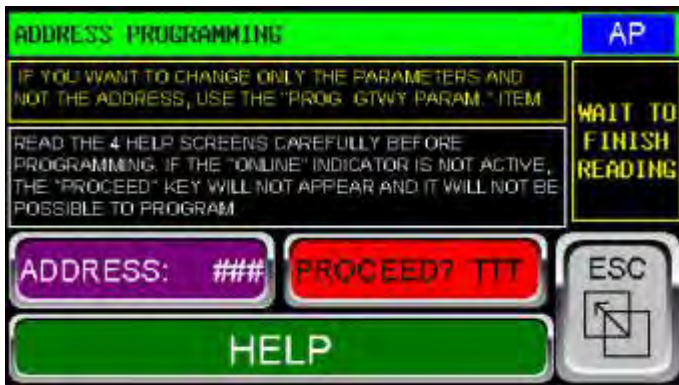 ADDRESS PROGRAMMING
AP
IF YOU WANT TO CHANGE ONLY THE PARAMETERS AND
NOT THE ADDRESS, USE THE "PROG. GTWY PARAM." ITEM
WAIT TO
FINISH
READING
READ THE 4 HELP SCREENS CAREFULLY BEFORE
PROGRAMMING. IF THE "ONLINE" INDICATOR IS NOT ACTIVE,
THE "PROCEED" KEY WILL NOT APPEAR AND IT WILL NOT BE
POSSIBLE TO PROGRAM
ADDRESS: ###
PROCEED? TTT
ESC
HELP